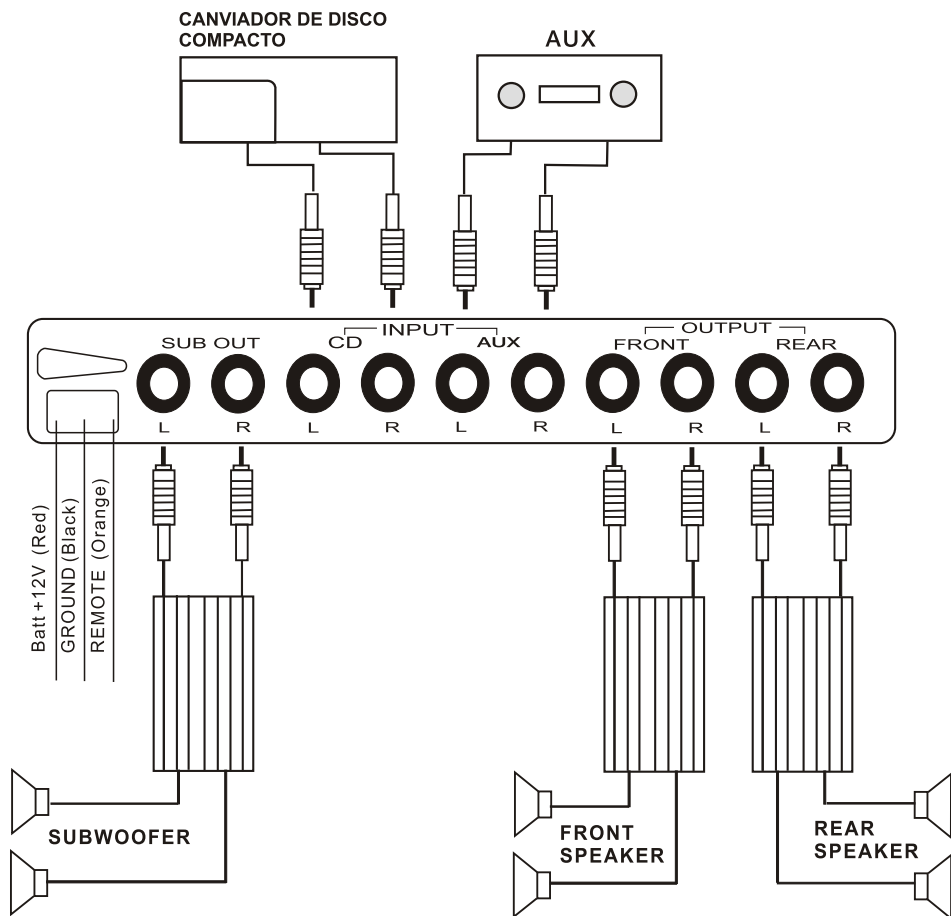 CANVIADOR DE DISCO
COMPACTO
AUX
INPUT
OUTPUT
SUB OUT
CD
AUX
FRONT
REAR
L
R
L
R
L
R
L
R
L
R
Batt +12V (Red)
GROUND (Black)
REMOTE (Orange)
SUBWOOFER
FRONT
SPEAKER
REAR
SPEAKER